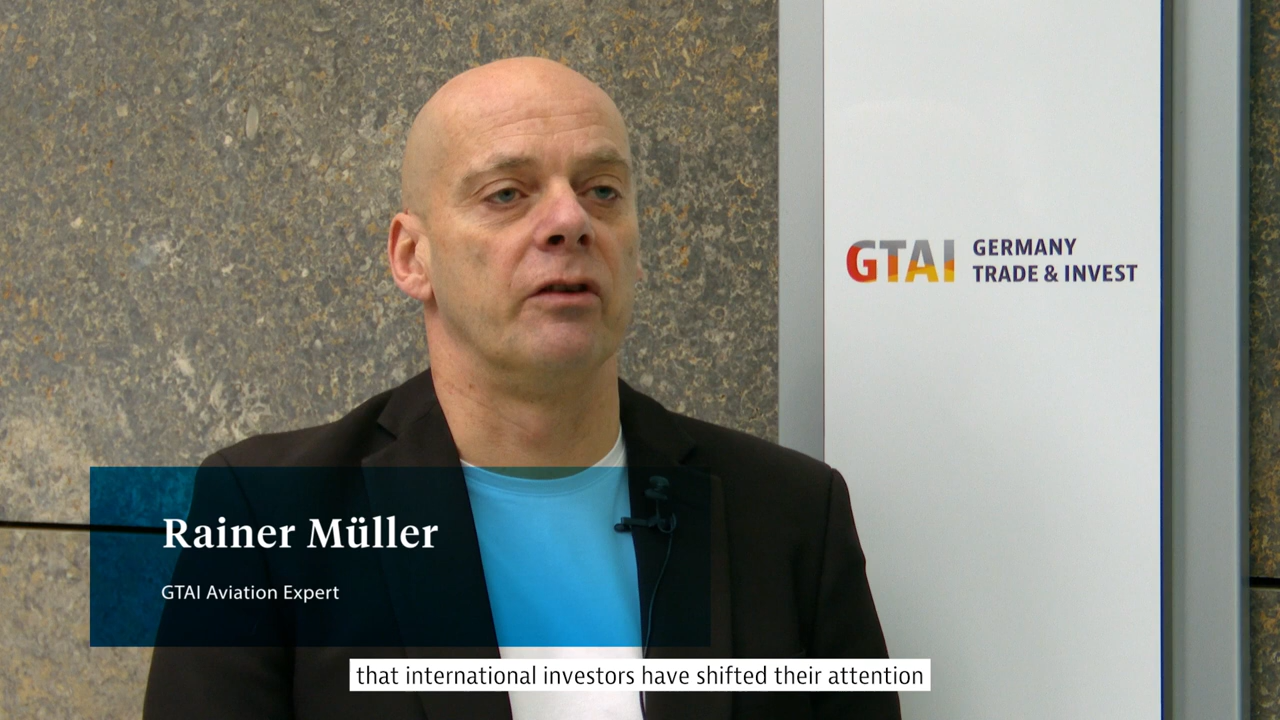 GTAI GERMANY
TRADE & INVEST
Rainer Müller
GTAI Aviation Expert
that international investors have shifted their attention